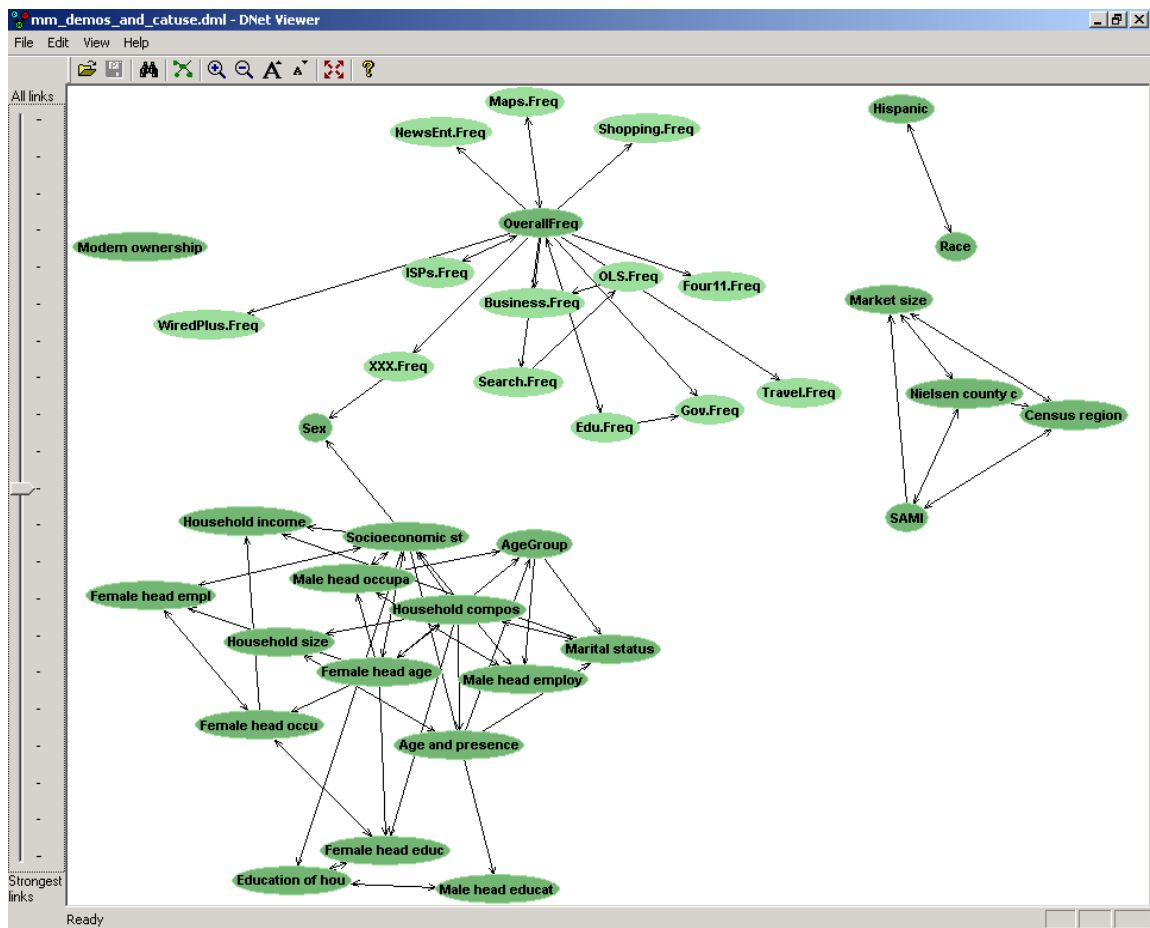 mm_demos_and_catuse.dml - DNet Viewer
File Edit View Help
All links
Maps.Freq
Hispanic
NewsEnt.Freq
Shopping.Freq
OverallFreq
Modem ownership
Race
ISPs.Freq
OLS.Freq
Four11.Freq
Business.Freq
Market size
WiredPlus.Freq
XXX.Freq
Search.Freq
Travel.Freq
Nielsen county c
Gov.Freq
Census region
Edu.Freq
Sex
SAMI
Household income
Socioeconomic st
AgeGroup
Male head occupa
Female head empl
Household compos
Household size
Marital status
Female head age
Male head employ
Female head occu
Age and presence
Female head educ
Education of hou
Male head educat
Strongest
links
Ready